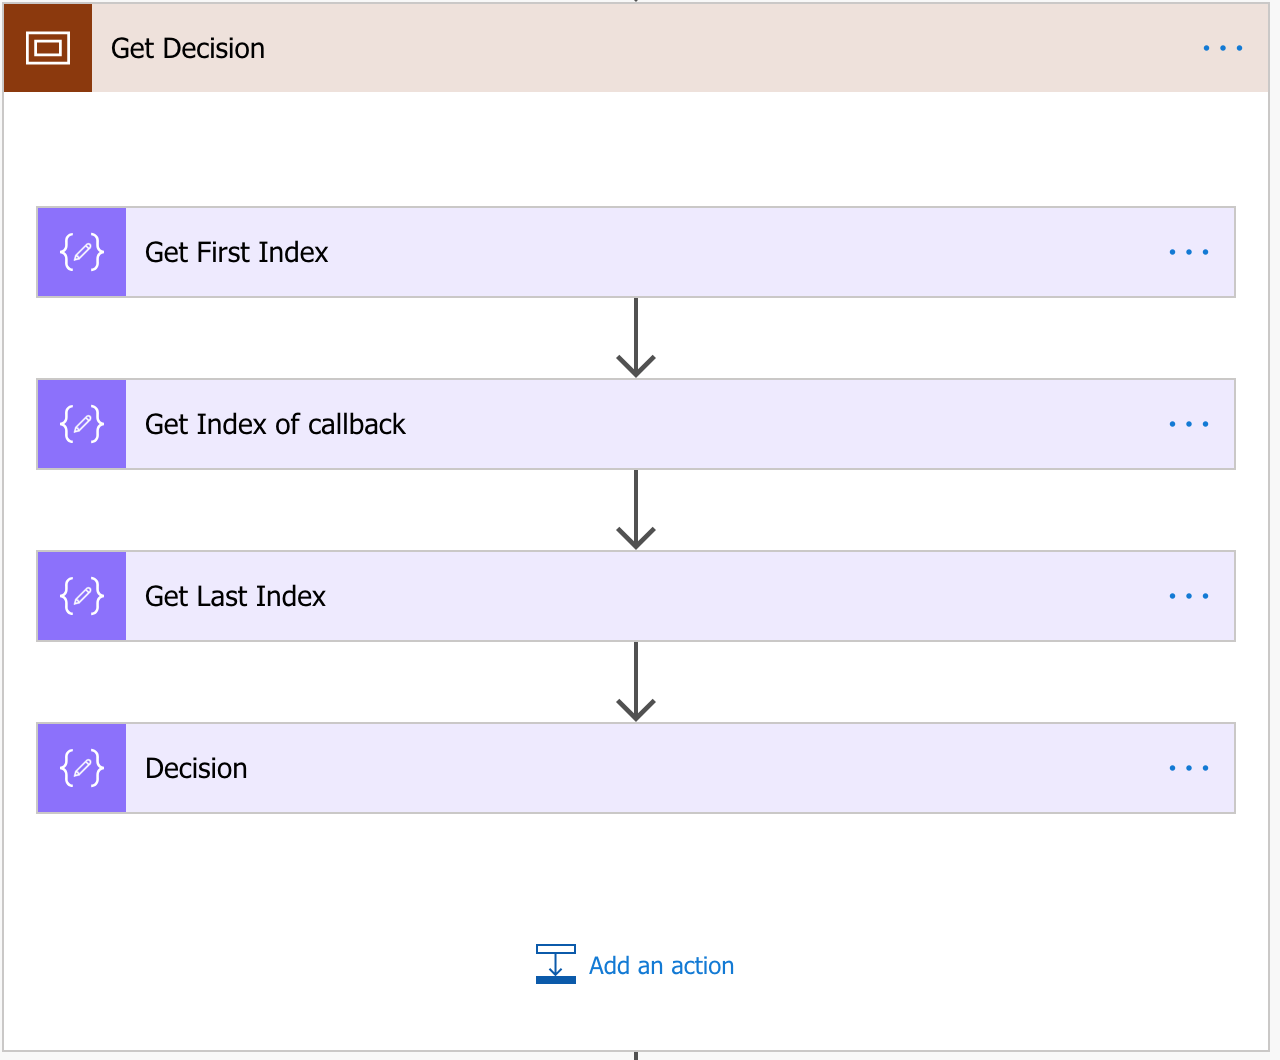 Get Decision
Get First Index
Get Index of callback
Get Last Index
Decision
Add an action